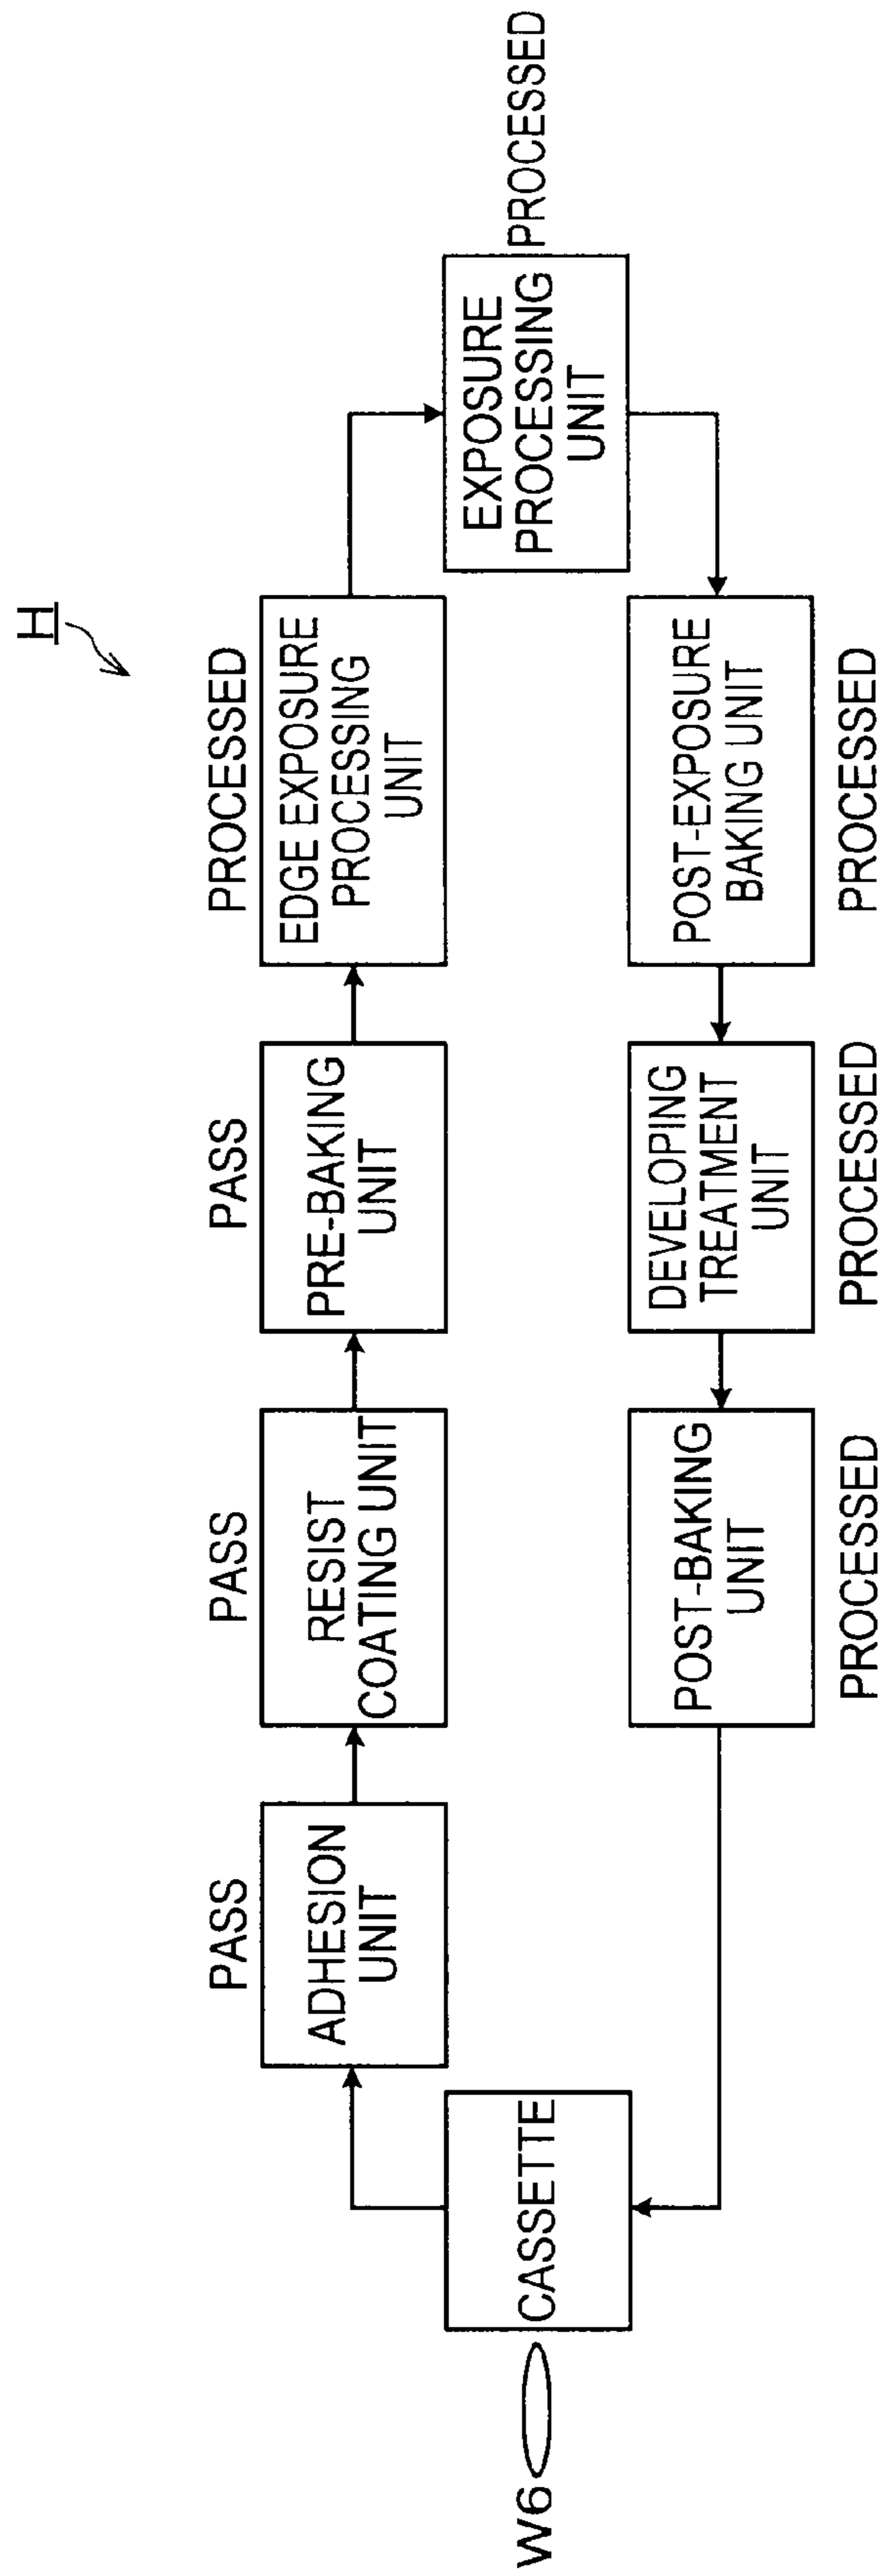 H
PASS
PASS
PASS
PROCESSED
ADHESION
UNIT
RESIST
COATING UNIT
PRE-BAKING
UNIT
EDGE EXPOSURE
PROCESSING
UNIT
W6
CASSETTE
EXPOSURE
PROCESSING
UNIT
PROCESSED
POST-BAKING
UNIT
DEVELOPING
TREATMENT
UNIT
POST-EXPOSURE
BAKING UNIT
PROCESSED
PROCESSED
PROCESSED